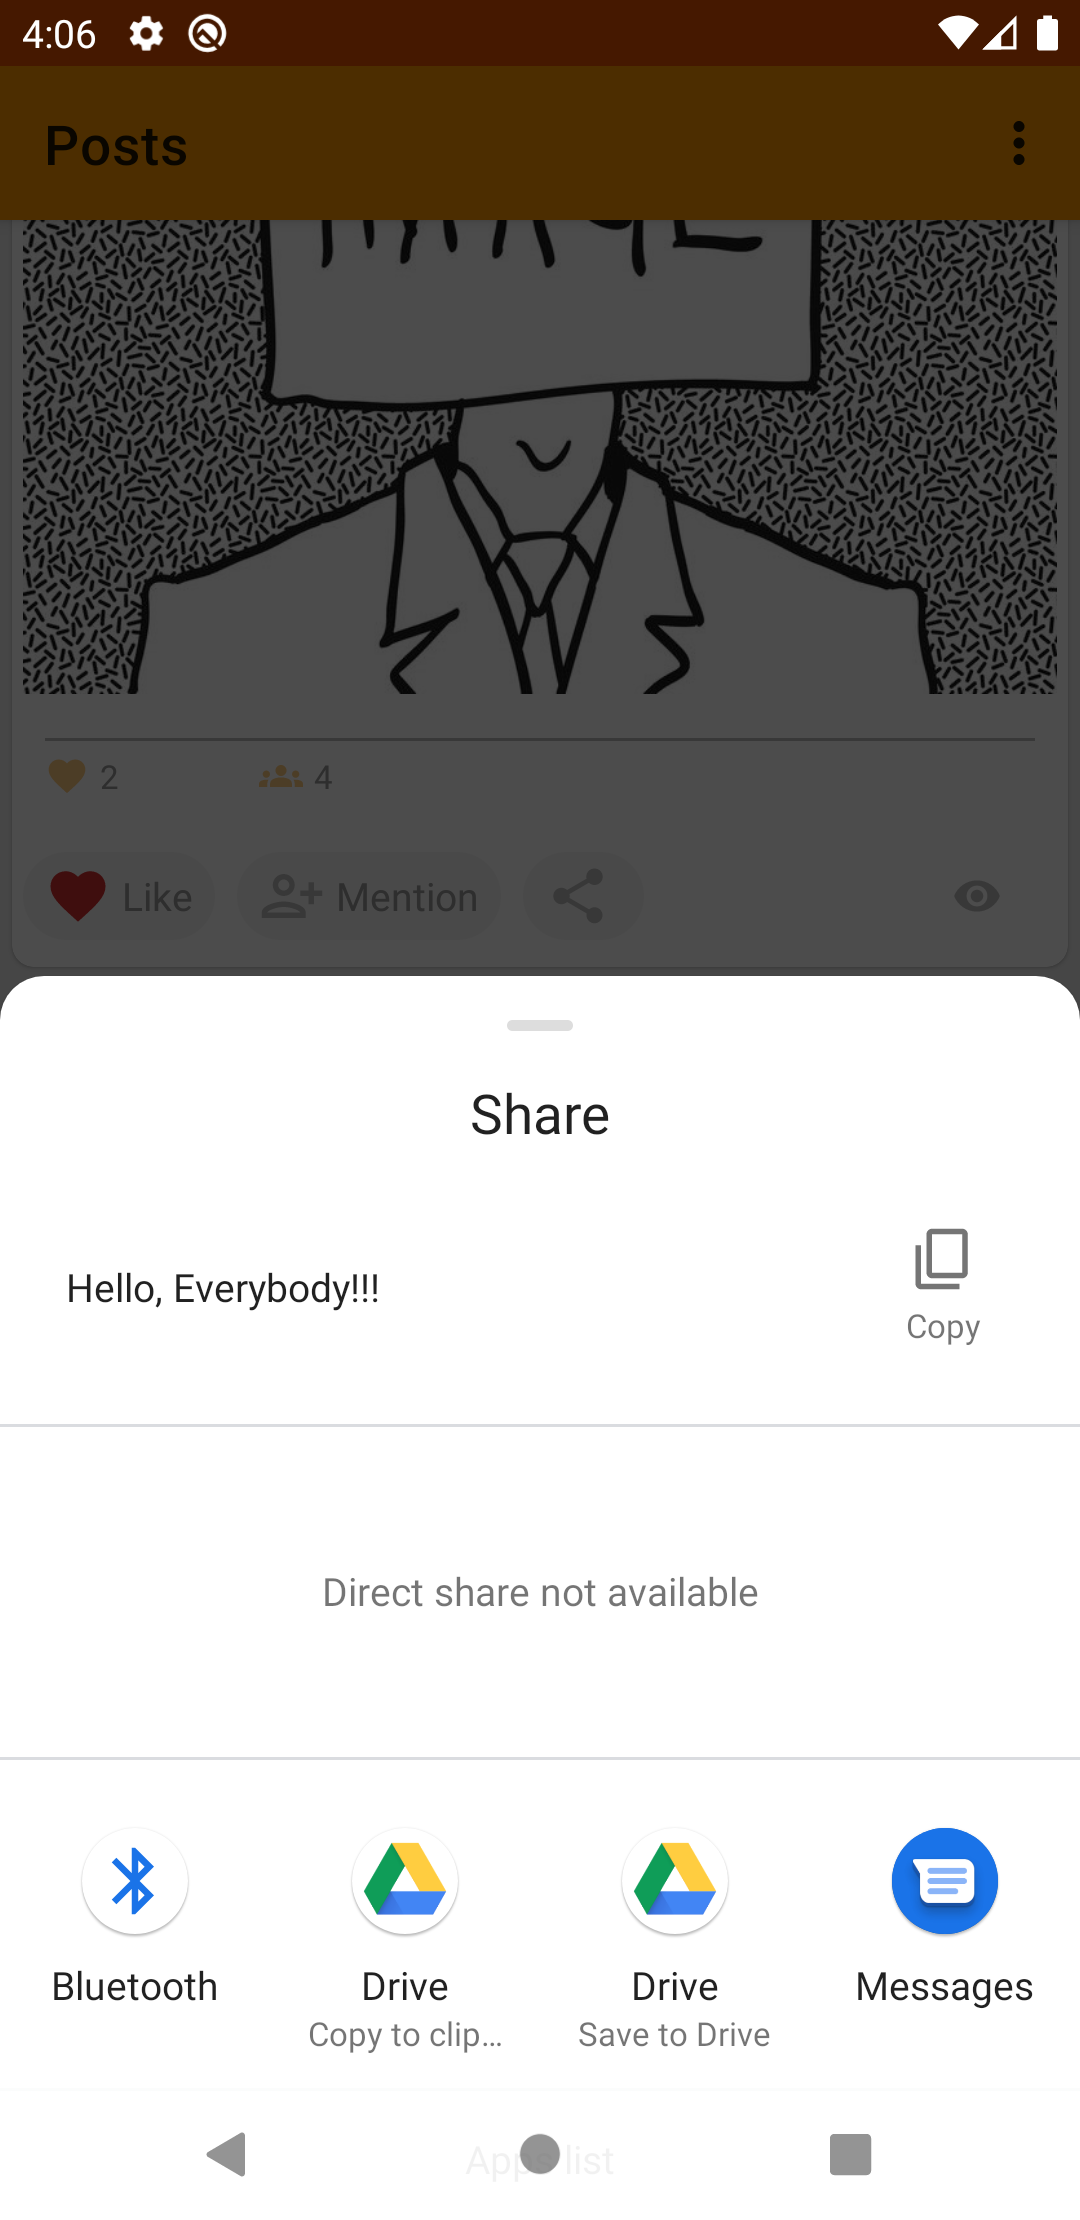 4:06
Posts
2
4
Like
Mention
Share
Hello, Everybody!!!
Copy
Direct share not available
Bluetooth
Drive
Drive
Messages
Copy to clip...
Save to Drive
Apps list